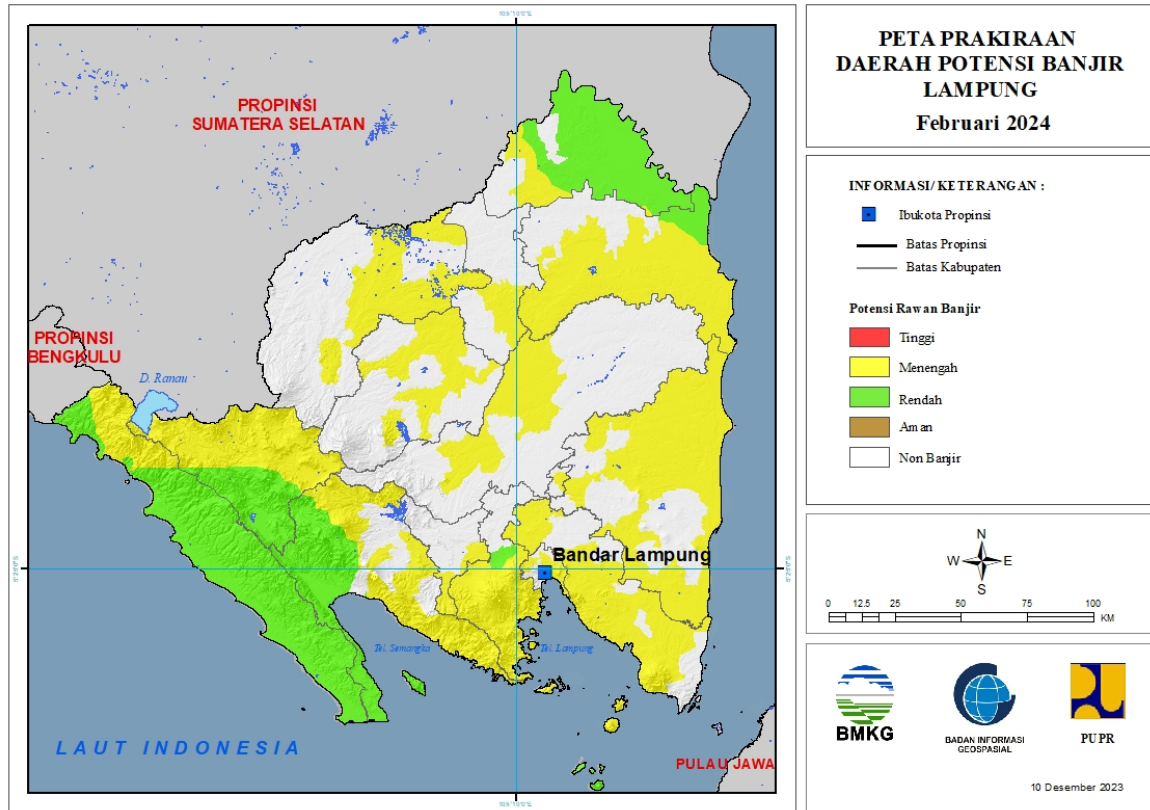 PETA PRAKIRAAN
DAERAH POTENSI BANJIR
LAMPUNG
Februari 2024
INFORMASI/ KETERANGAN :
Ibukota Propinsi
Batas Propinsi
Batas Kabupaten
Potensi Rawan Banjir
Tinggi
Menengah
Rendah
Aman
Non Banjir
N
W E
S
0 12.5 25 50 75 100
KM
BMKG
BADAN INFORMASI
GEOSPASIAL
PUPR
10 Desember 2023
PROPINSI
SUMATERA SELATAN
PROPINSI
BENGKULU
D. Ranau
Bandar Lampung
Tel. Semangka
Tel. Lampung
LAUT INDONESIA
PULAU JAWA